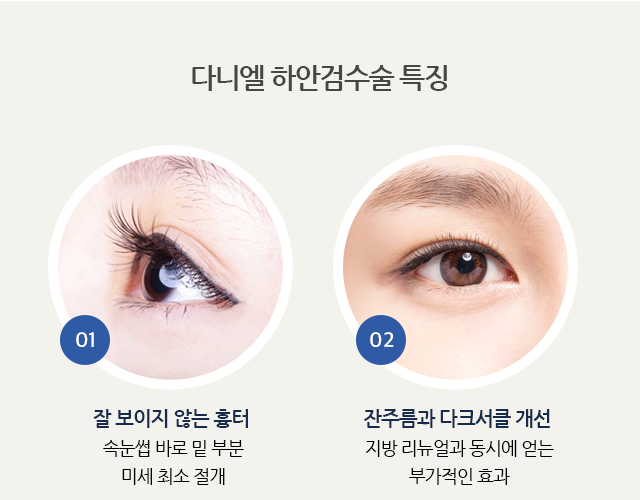 다니엘 하안검수술 특징
01
02
잘 보이지 않는 흉터
속눈썹 바로 밑 부분
미세 최소 절개
잔주름과 다크서클 개선
지방 리뉴얼과 동시에 얻는
부가적인 효과